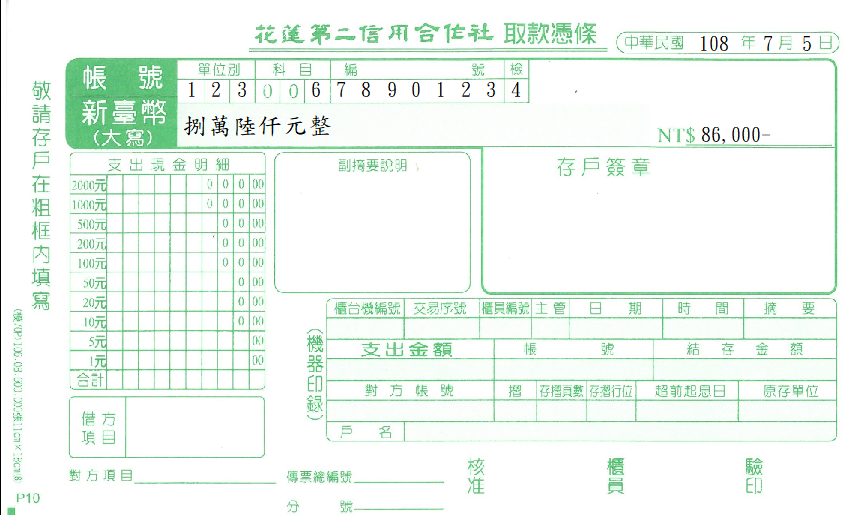 花蓮第二信用合作社 取款憑條
中華民國 108 年 7 月 5 日
敬請存戶在粗框內填寫
帳 號
單位別 科目 編 號 檢
1 2 3 0 0 6 7 8 9 0 1 2 3 4
新臺幣
(大寫)
捌萬陸仟元整
NT$ 86,000-
支出現金明細
2000元 0 0 0 00
1000元 0 0 0 00
500元 0 0 00
200元 0 0 00
100元 0 0 00
50元 0 00
20元 0 00
10元 0 00
5元 00
1元 00
合計
副摘要說明
存戶簽章
(機器印錄)
櫃台機編號 交易序號 櫃員編號 主管 日 期 時 間 摘 要
支出金額 帳 號 結存金額
對方帳號 摺 存摺頁數 存摺行位 超前起息日 原存單位
戶 名
借方
項目
對方項目
傳票總編號
分 號
核准
櫃員
驗印
P10